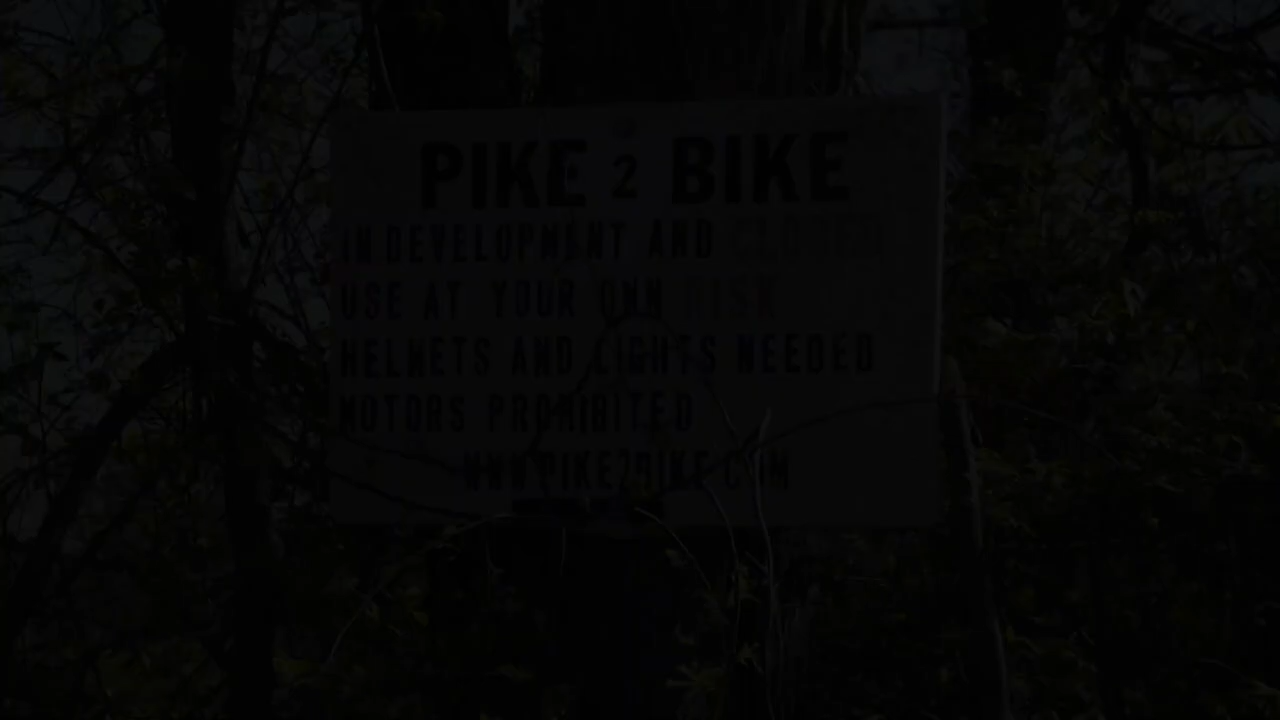 PIKE 2 BIKE
IN DEVELOPMENT AND CLOSED
USE AT YOUR OWN RISK
HELMETS AND LIGHTS NEEDED
MOTORS PROHIBITED
WWW.PIKE2BIKE.COM